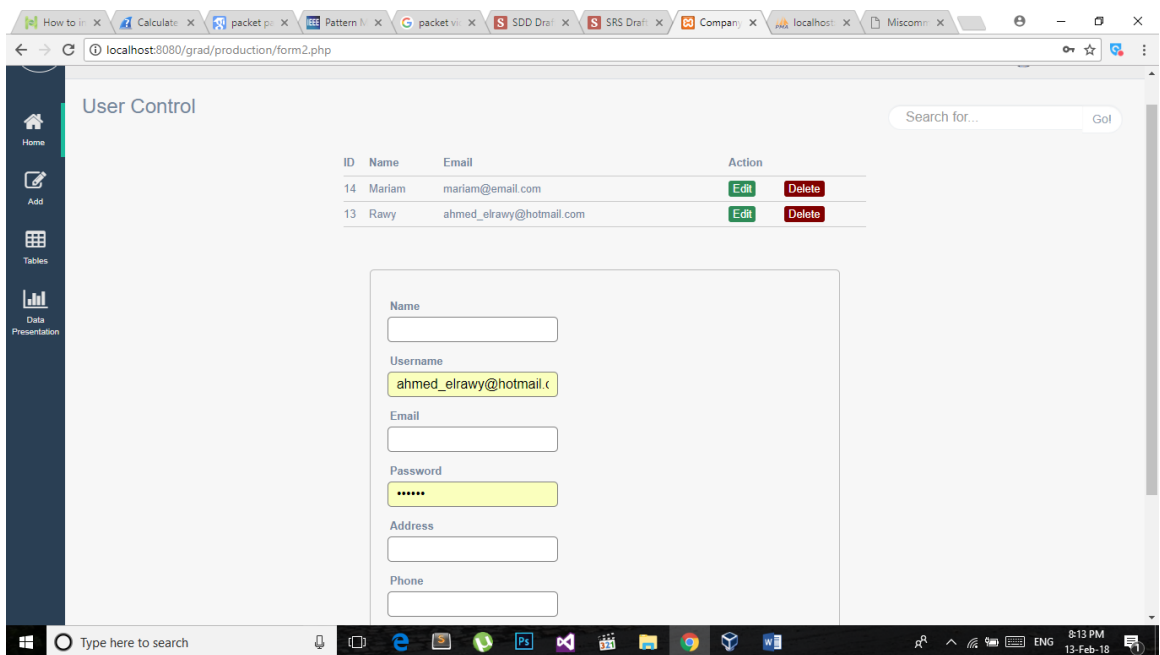 How to in
Calculate
packet pa
Pattern M
packet vi
SDD Draf
SRS Draft
Company
localhost:
Miscomm
localhost:8080/grad/production/form2.php
User Control
Search for...
Go!
Home
Add
Tables
Data
Presentation
ID Name Email Action
14 Mariam mariam@email.com Edit Delete
13 Rawy ahmed_elrawy@hotmail.com Edit Delete
Name
Username
ahmed_elrawy@hotmail.c
Email
Password
••••••
Address
Phone
Type here to search
ENG
8:13 PM
13-Feb-18